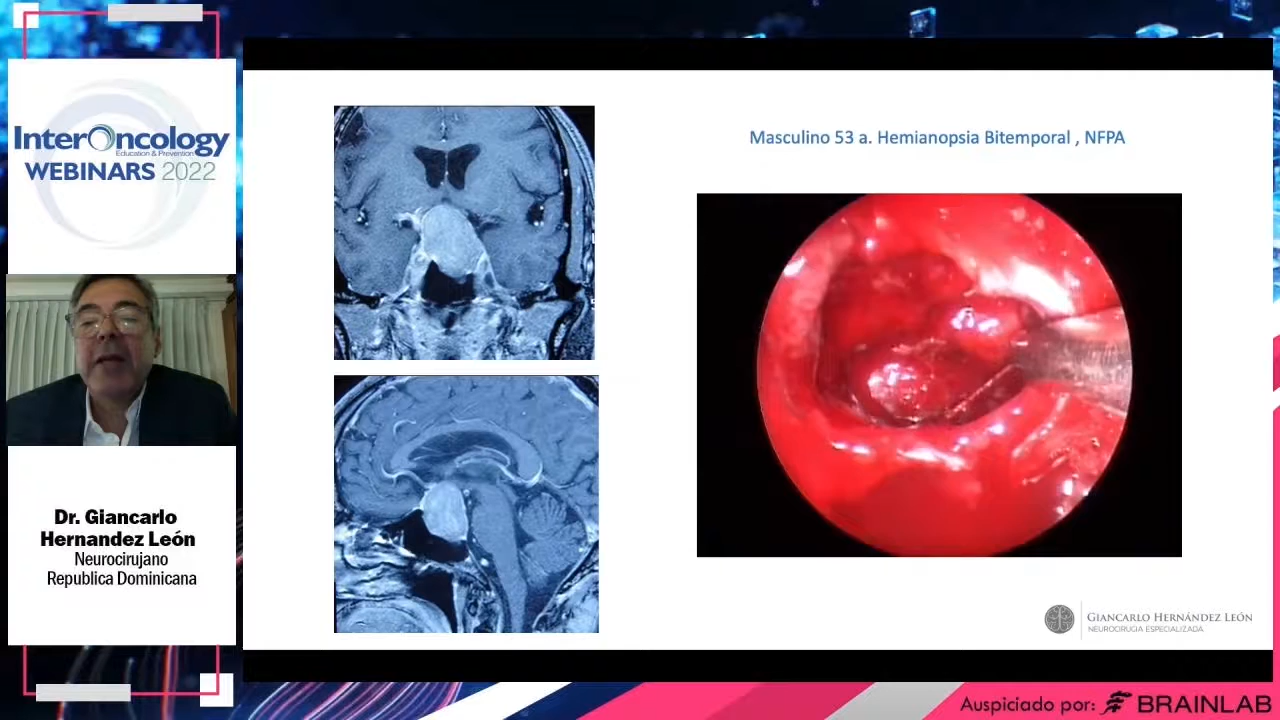 InterOncology
Education & Prevention
WEBINARS 2022
Dr. Giancarlo
Hernandez León
Neurocirujano
Republica Dominicana
Masculino 53 a. Hemianopsia Bitemporal , NFPA
GIANCARLO HERNÁNDEZ LEÓN
NEUROCIRUGIA ESPECIALIZADA
Auspiciado por: BRAINLAB